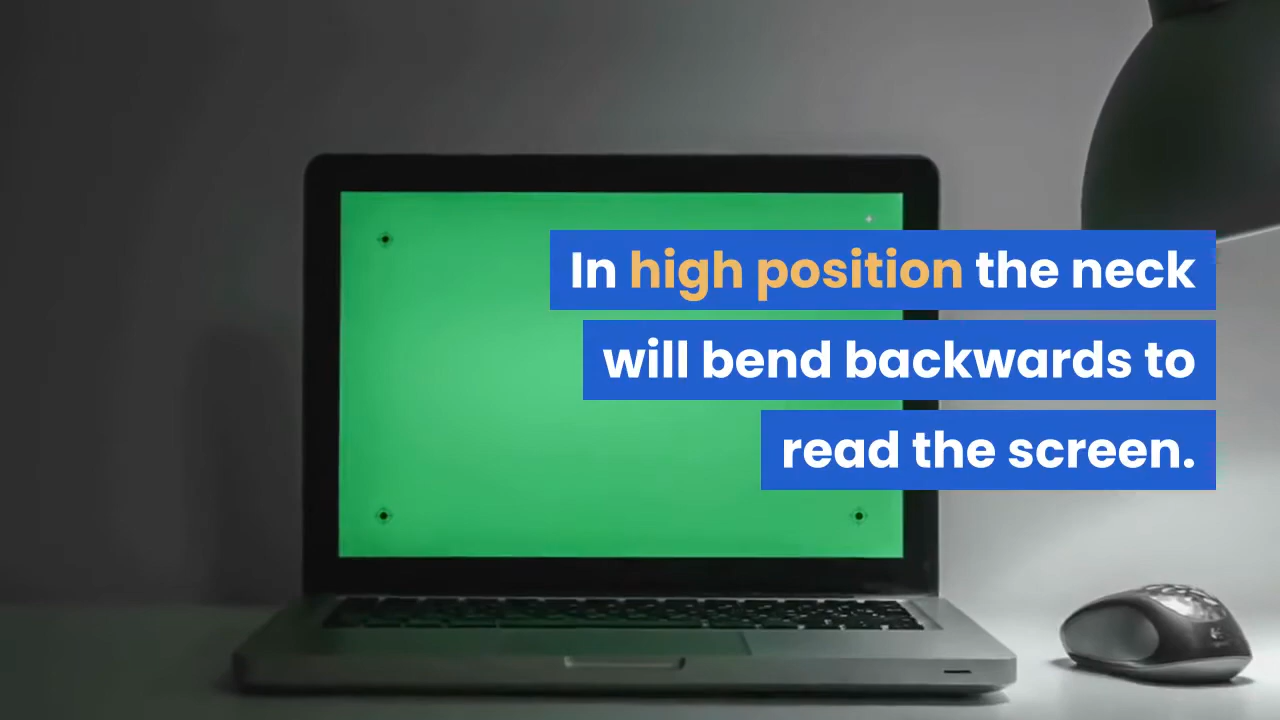 In high position the neck
will bend backwards to
read the screen.